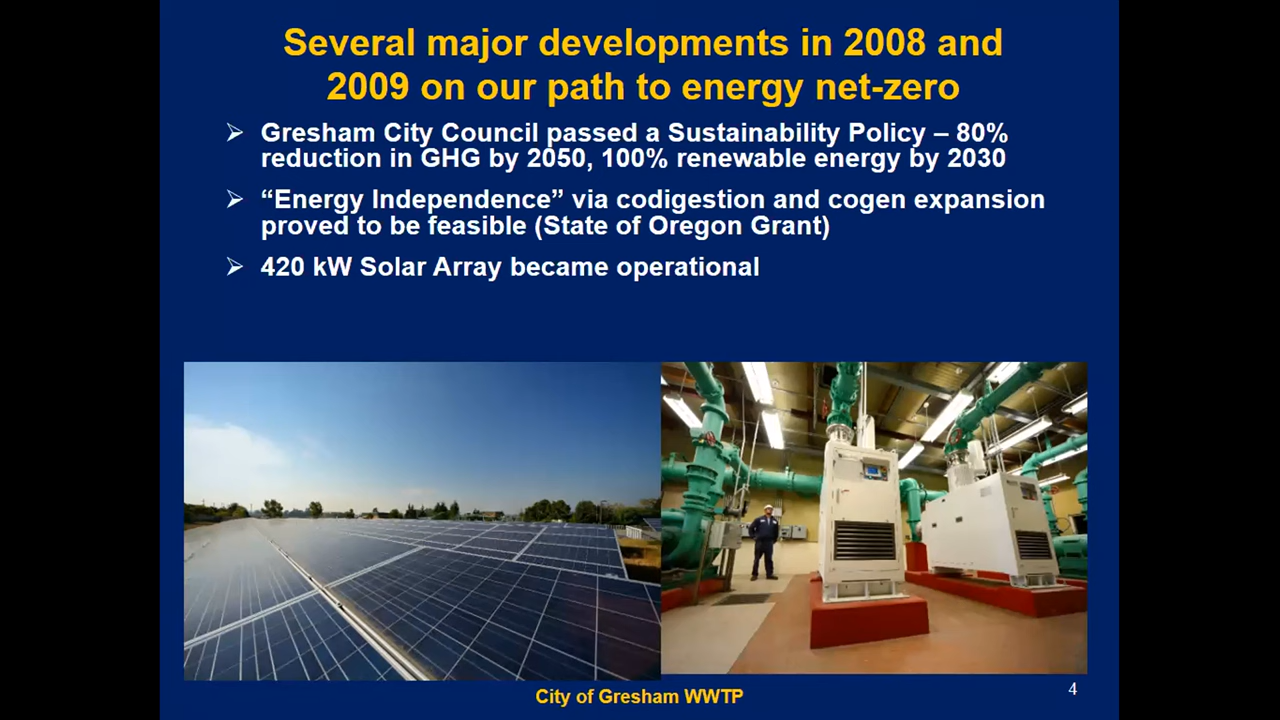 Several major developments in 2008 and
2009 on our path to energy net-zero
➢ Gresham City Council passed a Sustainability Policy – 80%
reduction in GHG by 2050, 100% renewable energy by 2030
➢ “Energy Independence” via codigestion and cogen expansion
proved to be feasible (State of Oregon Grant)
➢ 420 kW Solar Array became operational
City of Gresham WWTP
4